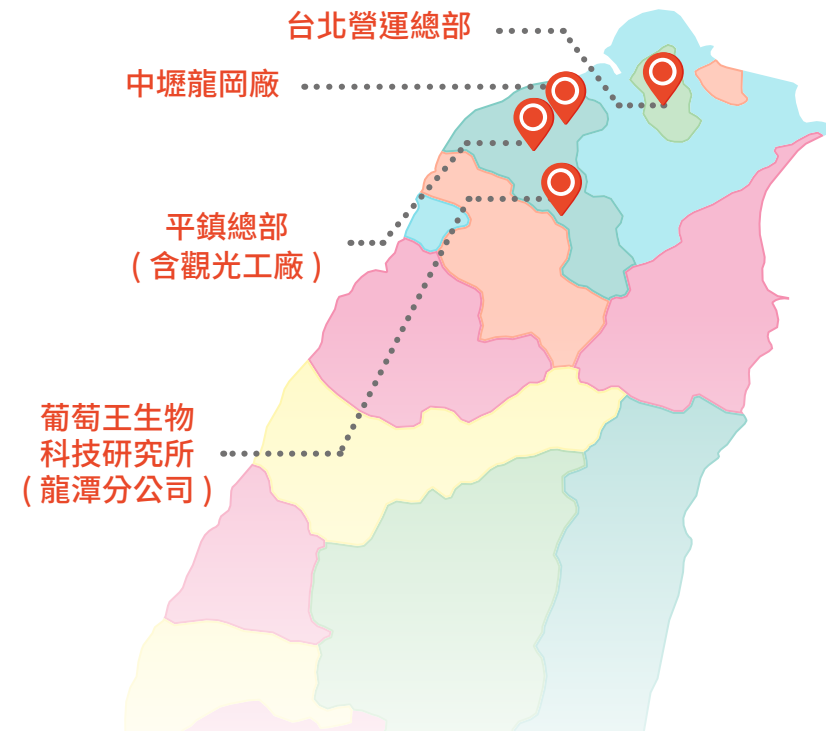 台北營運總部
中壢龍岡廠
平鎮總部
( 含觀光工廠 )
葡萄王生物
科技研究所
( 龍潭分公司 )